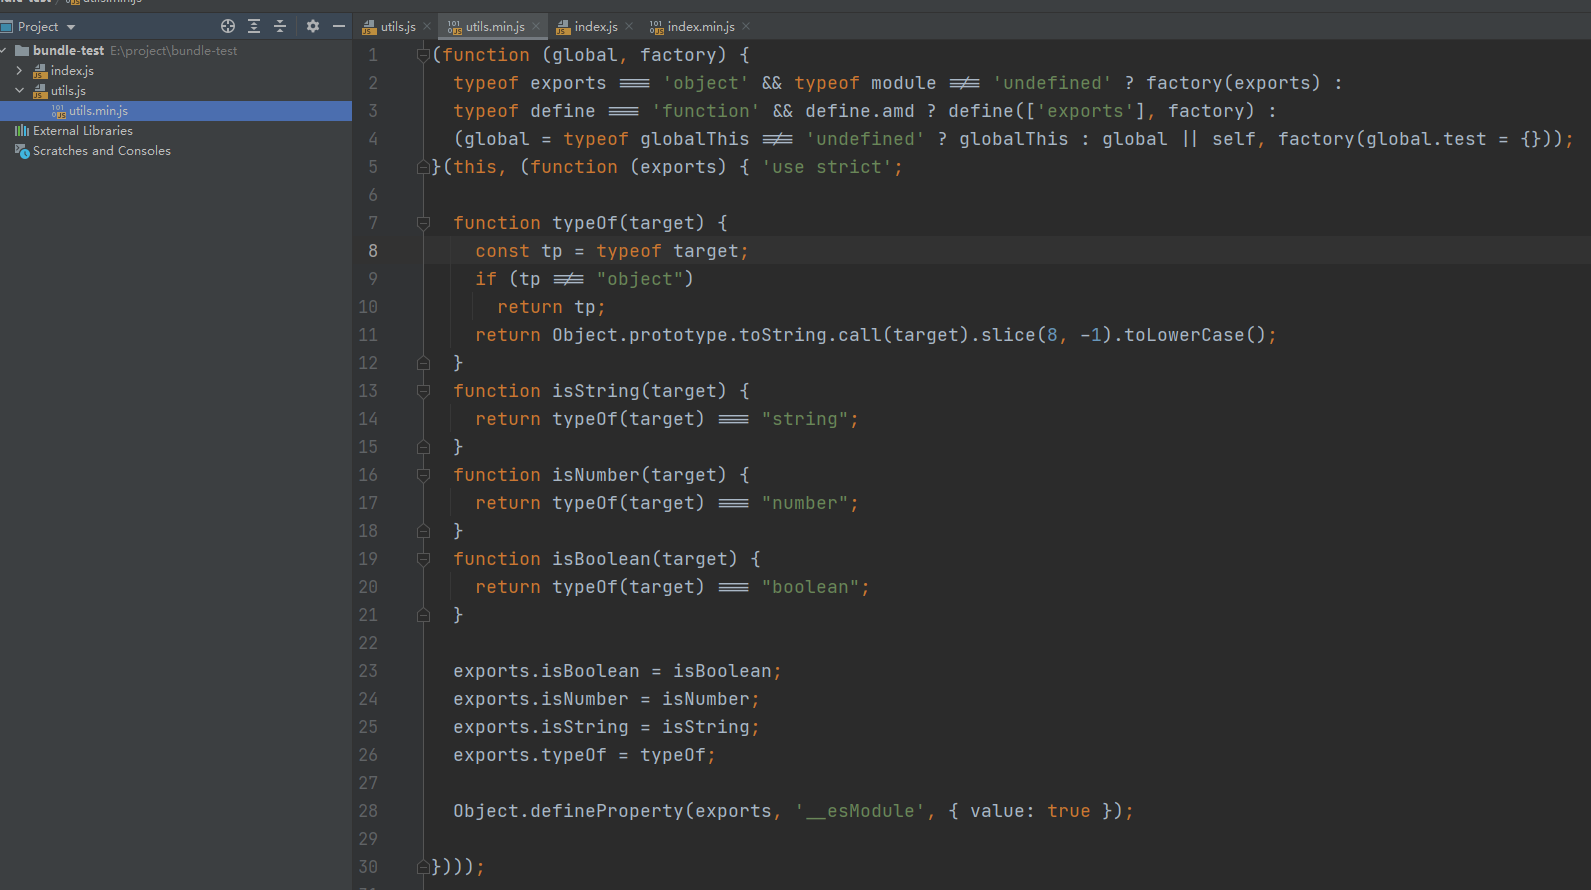 Project
bundle-test E:\project\bundle-test
index.js
utils.js
utils.min.js
External Libraries
Scratches and Consoles
utils.js utils.min.js index.js index.min.js
1 (function (global, factory) {
2 typeof exports === 'object' && typeof module !== 'undefined' ? factory(exports) :
3 typeof define === 'function' && define.amd ? define(['exports'], factory) :
4 (global = typeof globalThis !== 'undefined' ? globalThis : global || self, factory(global.test = {}));
5 }(this, (function (exports) { 'use strict';
6
7 function typeOf(target) {
8 const tp = typeof target;
9 if (tp !== "object")
10 return tp;
11 return Object.prototype.toString.call(target).slice(8, -1).toLowerCase();
12 }
13 function isString(target) {
14 return typeOf(target) === "string";
15 }
16 function isNumber(target) {
17 return typeOf(target) === "number";
18 }
19 function isBoolean(target) {
20 return typeOf(target) === "boolean";
21 }
22
23 exports.isBoolean = isBoolean;
24 exports.isNumber = isNumber;
25 exports.isString = isString;
26 exports.typeOf = typeOf;
27
28 Object.defineProperty(exports, '__esModule', { value: true });
29
30 })));